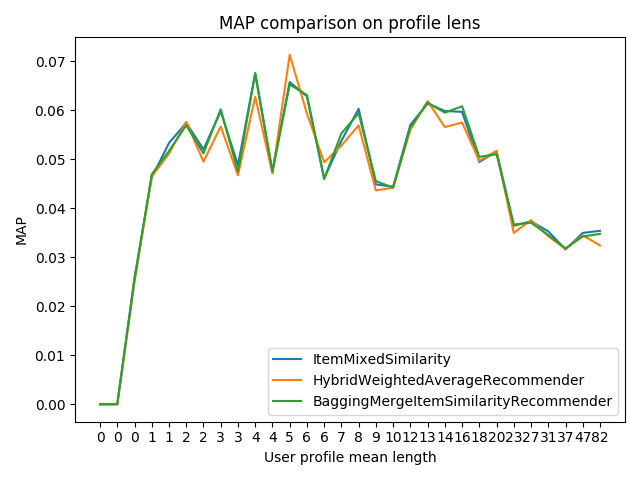 MAP comparison on profile lens
MAP
0.07
0.06
0.05
0.04
0.03
0.02
0.01
0.00
ItemMixedSimilarity
HybridWeightedAverageRecommender
BaggingMergeItemSimilarityRecommender
0 0 0 1 1 2 2 3 3 4 4 5 6 6 7 8 9 10 12 13 14 16 18 20 23 27 31 37 47 82
User profile mean length